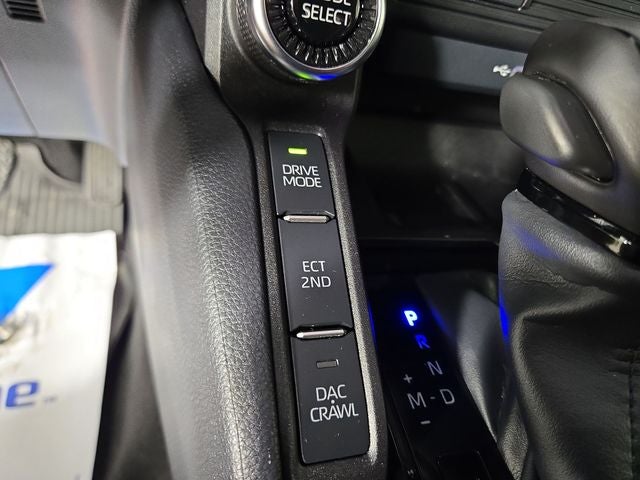 SELECT
DRIVE
MODE
ECT
2ND
DAC
CRAWL
P
R
N
+
M-D
-